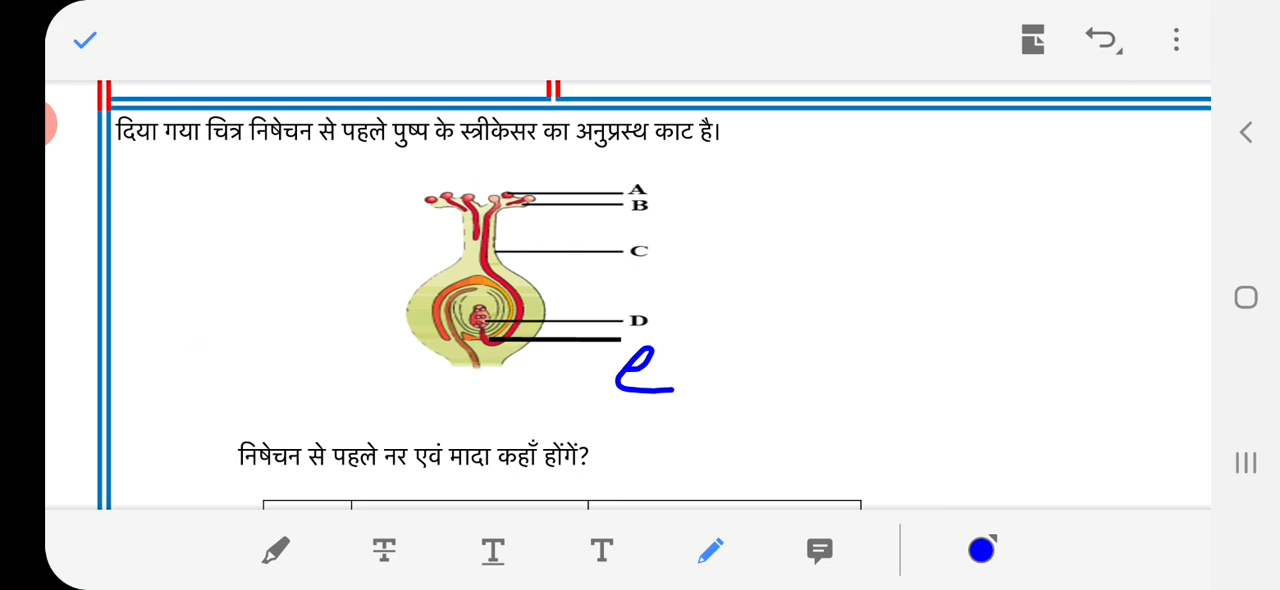 दिया गया चित्र निषेचन से पहले पुष्प के स्त्रीकेसर का अनुप्रस्थ काट है।
A
B
C
D
e
निषेचन से पहले नर एवं मादा कहाँ होंगें?